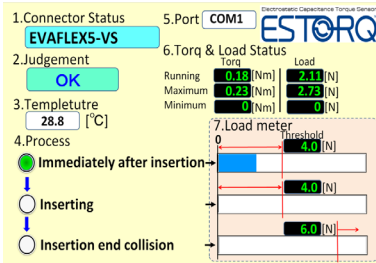 Electrostatic Capacitance Torque Sensor
ESTORQ
1.Connector Status
EVAFLEX5-VS
2.Judgement
OK
3.Templetutre
28.8 [°C]
4.Process
Immediately after insertion
Inserting
Insertion end collision
5.Port COM1
6.Torq & Load Status
Torq Load
Running 0.18 [Nm] 2.11 [N]
Maximum 0.23 [Nm] 2.73 [N]
Minimum 0 [Nm] 0 [N]
7.Load meter
0 Threshold
4.0 [N]
4.0 [N]
6.0 [N]